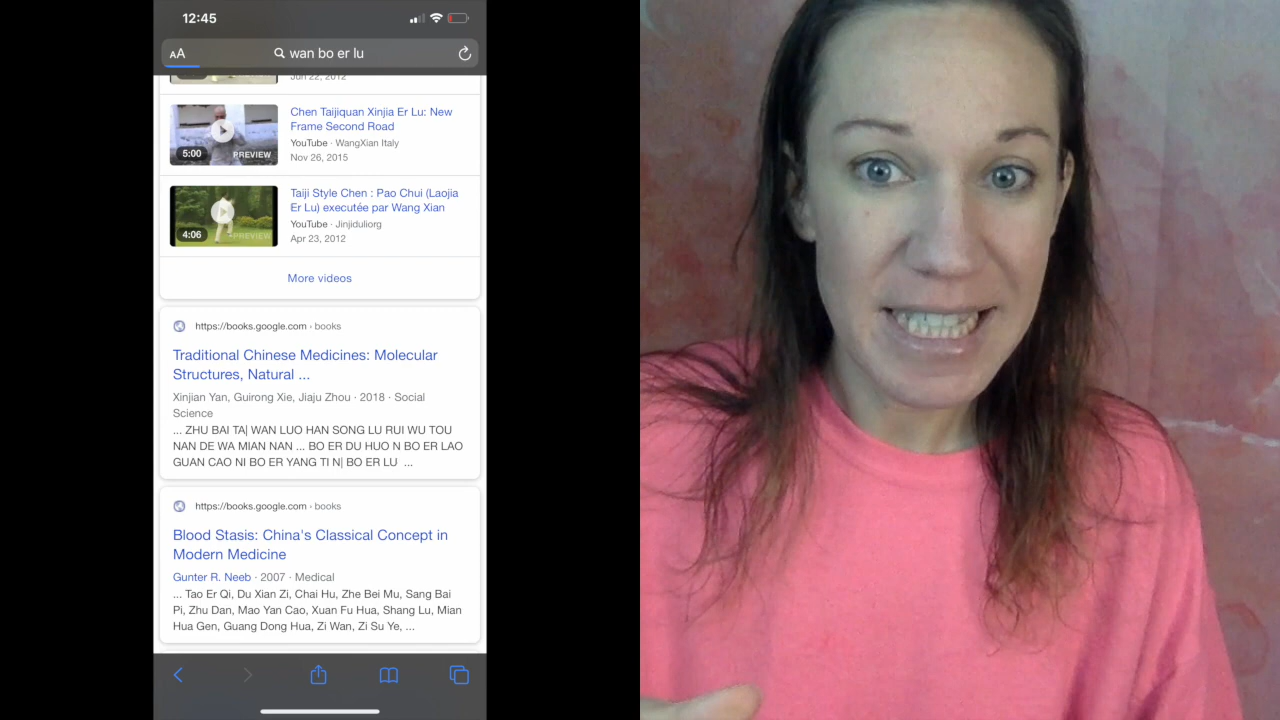 12:45
AA
wan bo er lu
Jun 22, 2012
Chen Taijiquan Xinjia Er Lu: New
Frame Second Road
YouTube · WangXian Italy
Nov 26, 2015
5:00
PREVIEW
Taiji Style Chen : Pao Chui (Laojia
Er Lu) executée par Wang Xian
YouTube · Jinjiduliorg
Apr 23, 2012
4:06
PREVIEW
More videos
https://books.google.com › books
Traditional Chinese Medicines: Molecular
Structures, Natural ...
Xinjian Yan, Guirong Xie, Jiaju Zhou · 2018 · Social
Science
... ZHU BAI TA| WAN LUO HAN SONG LU RUI WU TOU
NAN DE WA MIAN NAN ... BO ER DU HUO N BO ER LAO
GUAN CAO NI BO ER YANG TI N| BO ER LU ...
https://books.google.com › books
Blood Stasis: China's Classical Concept in
Modern Medicine
Gunter R. Neeb · 2007 · Medical
... Tao Er Qi, Du Xian Zi, Chai Hu, Zhe Bei Mu, Sang Bai
Pi, Zhu Dan, Mao Yan Cao, Xuan Fu Hua, Shang Lu, Mian
Hua Gen, Guang Dong Hua, Zi Wan, Zi Su Ye, ...